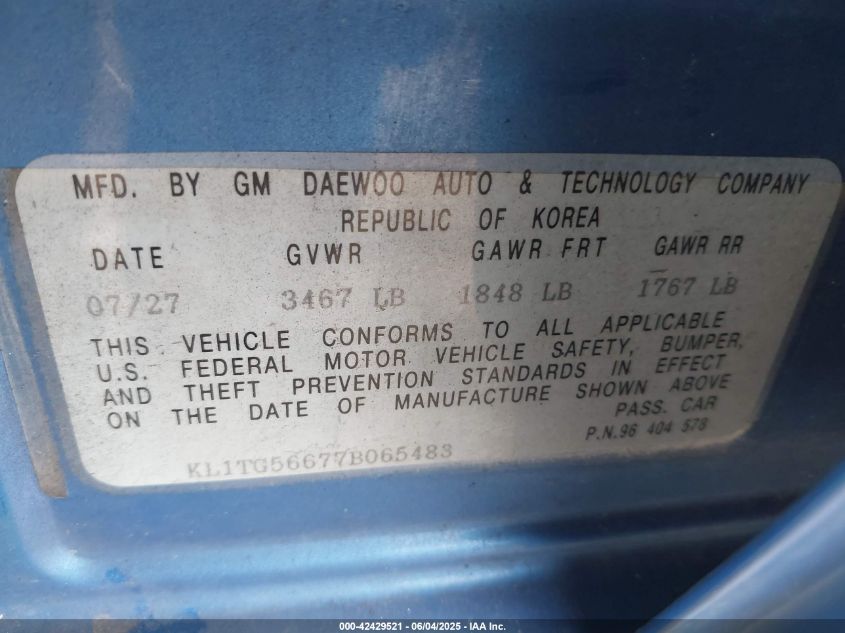 MFD. BY GM DAEWOO AUTO & TECHNOLOGY COMPANY
REPUBLIC OF KOREA
DATE GVWR GAWR FRT GAWR RR
07/27 3467 LB 1848 LB 1767 LB
THIS VEHICLE CONFORMS TO ALL APPLICABLE
U.S. FEDERAL MOTOR VEHICLE SAFETY, BUMPER,
AND THEFT PREVENTION STANDARDS IN EFFECT
ON THE DATE OF MANUFACTURE SHOWN ABOVE
PASS. CAR
P.N.96 404 578
KL1TG56677B065483
000-42429521 | 06/04/2025 - IAA Inc.